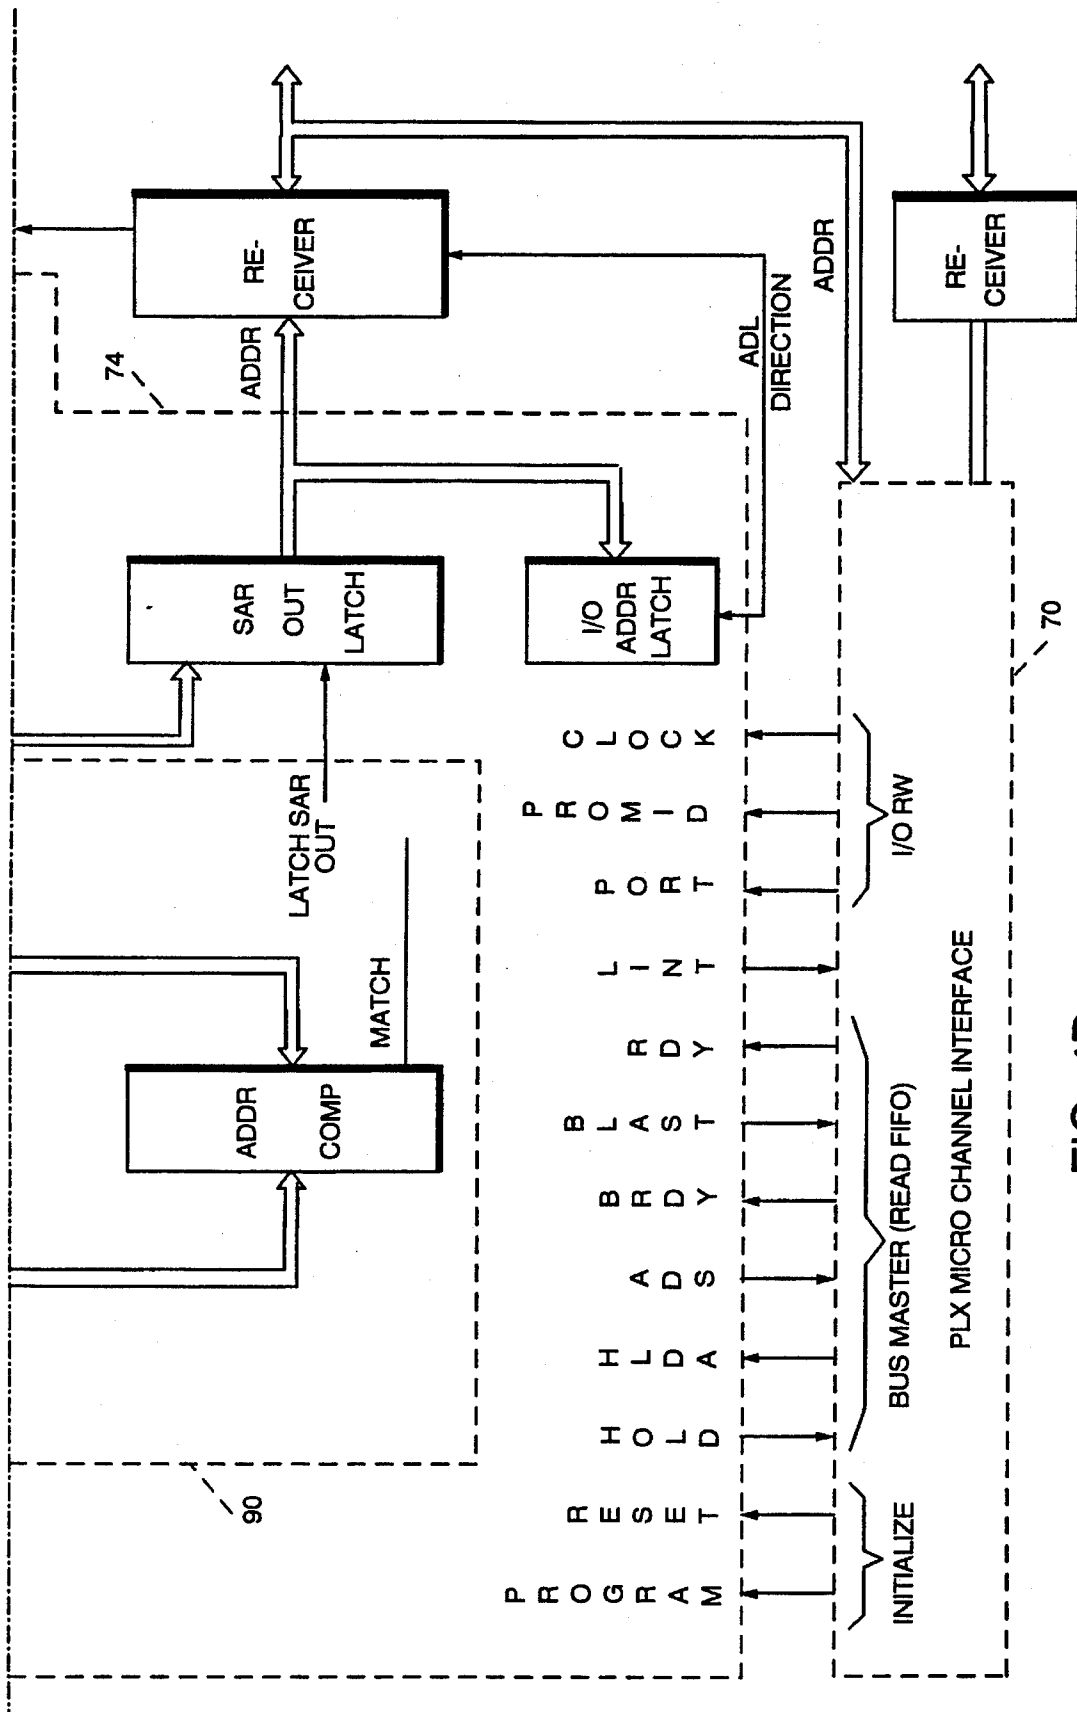 74
ADDR
RE-
CEIVER
SAR
OUT
LATCH
I/O
ADDR
LATCH
ADL
DIRECTION
ADDR
RE-
CEIVER
LATCH SAR
OUT
ADDR
COMP
MATCH
90
PROGRAM
RESET
HOLD
HLDA
ADS
BRDY
BLAST
RDY
LINT
PORT
PROMID
CLOCK
INITIALIZE
BUS MASTER (READ FIFO)
I/O RW
PLX MICRO CHANNEL INTERFACE
70